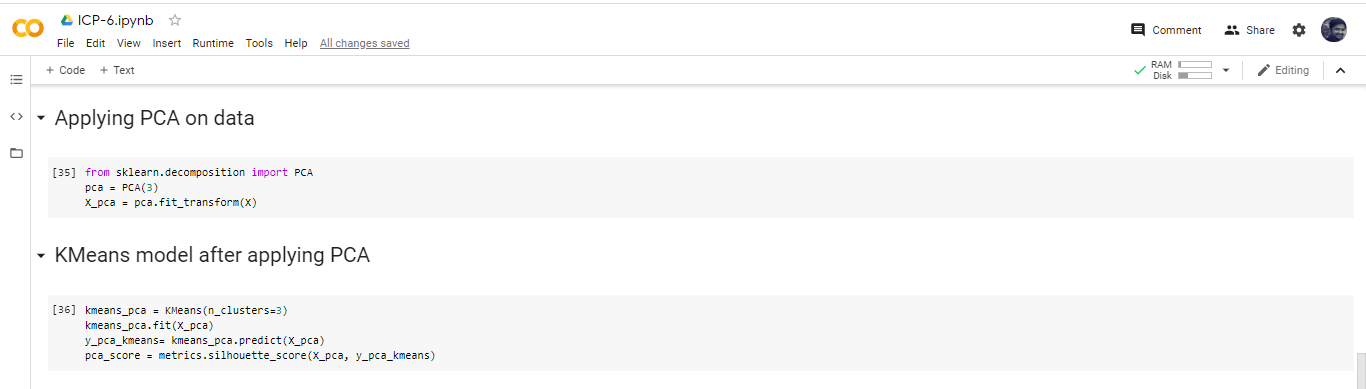 ICP-6.ipynb
File Edit View Insert Runtime Tools Help All changes saved
Comment Share
+ Code + Text
RAM
Disk
Editing
Applying PCA on data
[35] from sklearn.decomposition import PCA
pca = PCA(3)
X_pca = pca.fit_transform(X)
KMeans model after applying PCA
[36] kmeans_pca = KMeans(n_clusters=3)
kmeans_pca.fit(X_pca)
y_pca_kmeans= kmeans_pca.predict(X_pca)
pca_score = metrics.silhouette_score(X_pca, y_pca_kmeans)